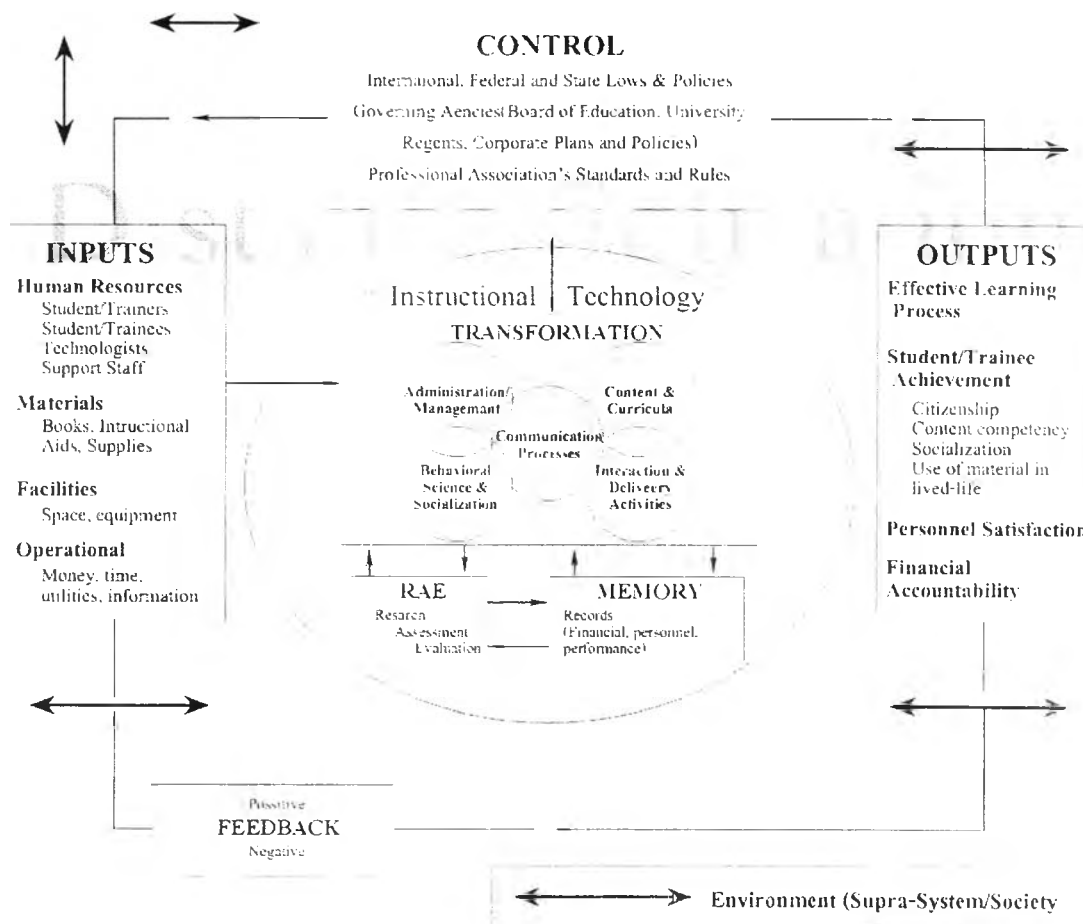 CONTROL
Internaional, Federal and State Lows & Policies
Governing Aencies(Board of Education, University
Regents, Corporate Plans and Policies)
Professional Association's Standards and Rules
INPUTS
Human Resources
Student/Trainers
Student/Trainees
Technologists
Support Staff
Materials
Books, Intructional
Aids, Supplies
Facilities
Space, equipment
Operational
Money, time,
utilities, information
Instructional Technology
TRANSFORMATION
Administration/
Management
Content &
Curricula
Communication
Processes
Behavioral
Science &
Socialization
Interaction &
Deliveery
Activities
RAE
Resarch
Assessment
Evaluation
MEMORY
Records
(Financial, personnel,
performance)
OUTPUTS
Effective Learning
Process
Student/Trainee
Achievement
Citizenship
Content competency
Socialization
Use of material in
lived-life
Personnel Satisfaction
Financial
Accountability
Possitive
FEEDBACK
Negative
Environment (Supra-System/Society